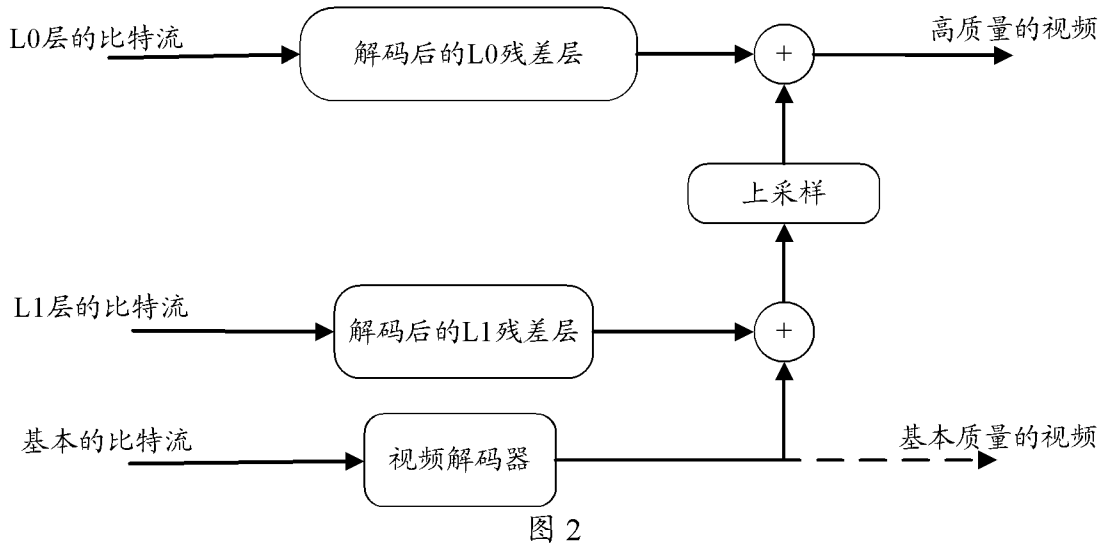 L0层的比特流
解码后的L0残差层
+
高质量的视频
上采样
L1层的比特流
解码后的L1残差层
+
基本的比特流
视频解码器
基本质量的视频
图 2